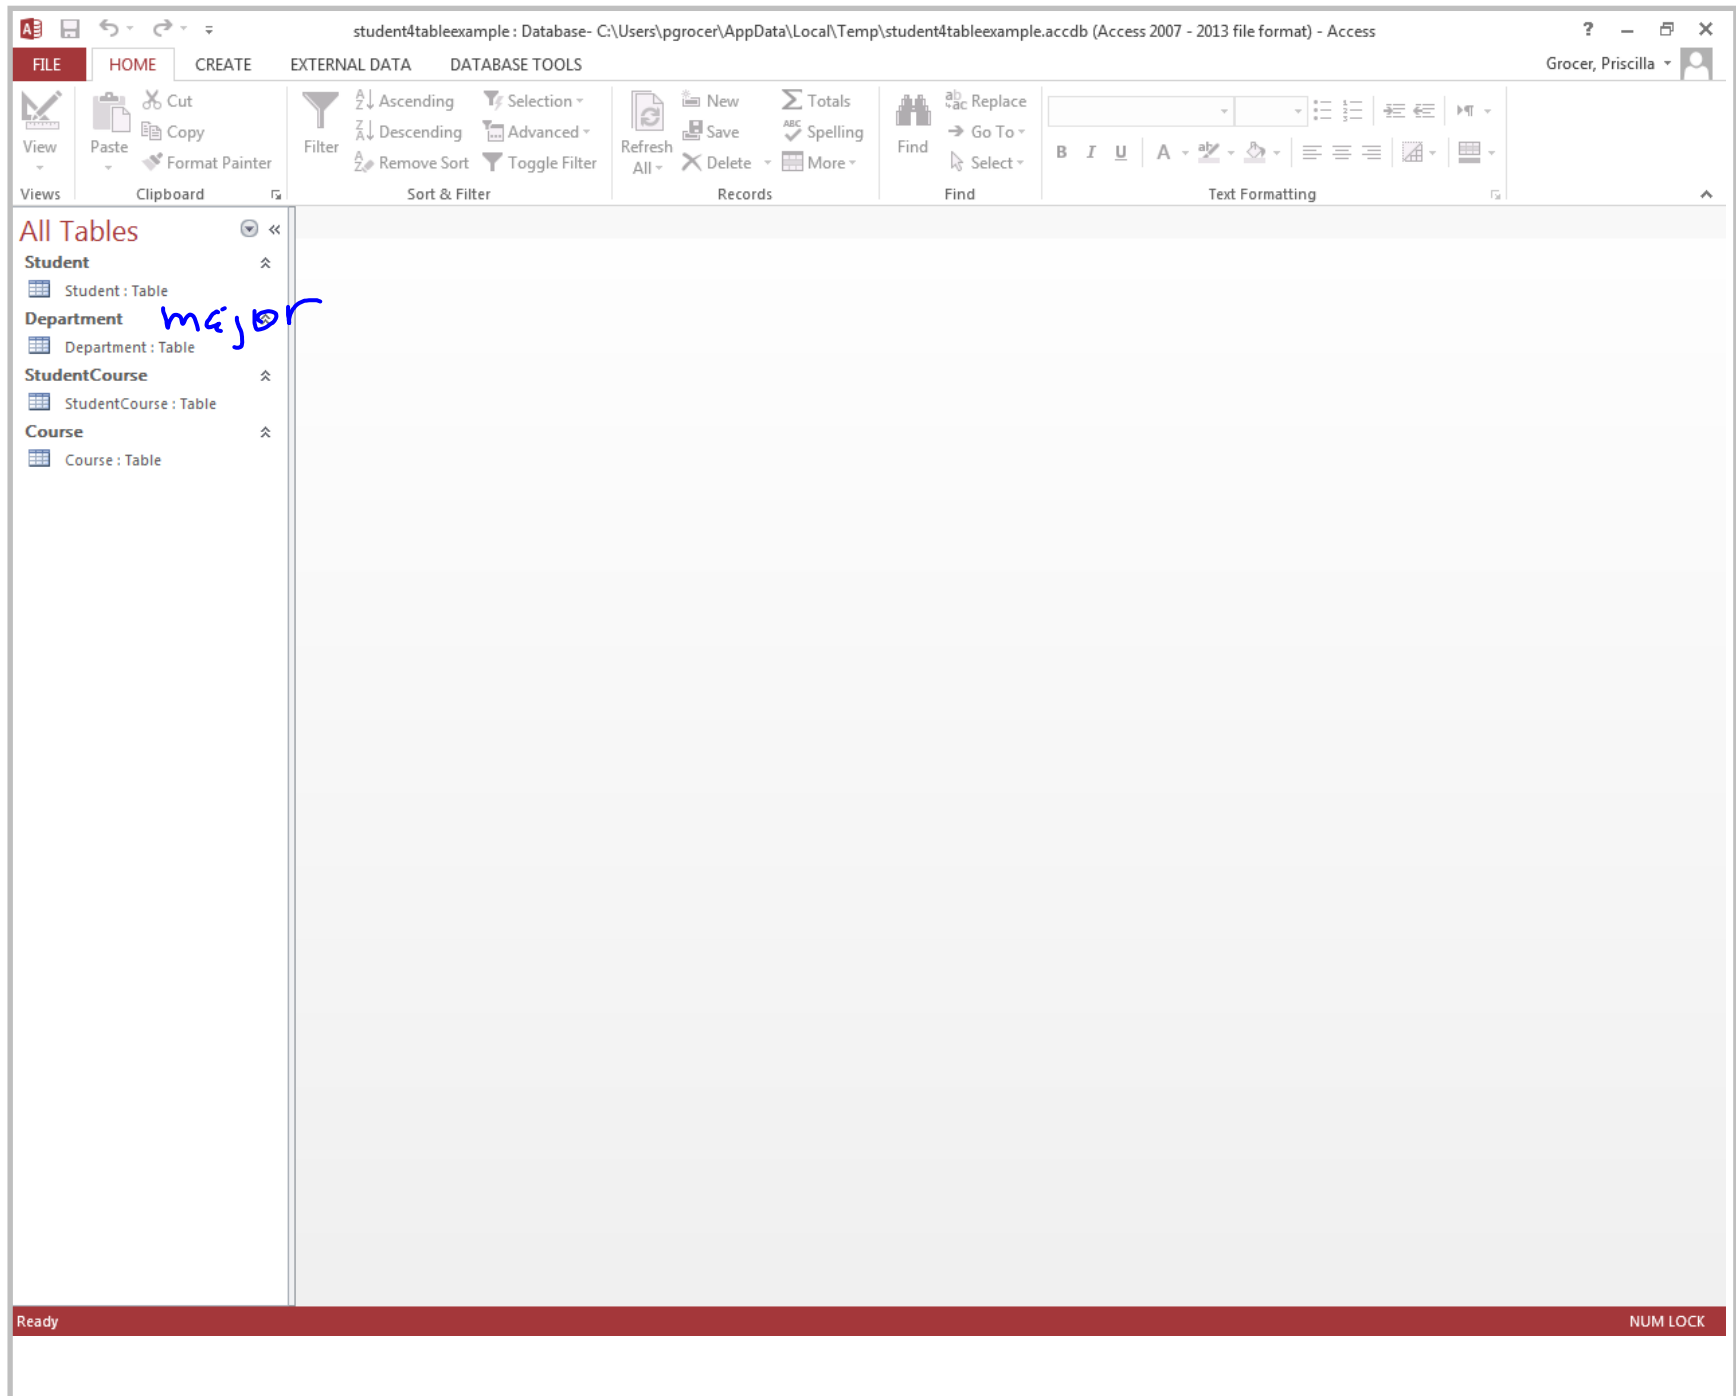 student4tableexample : Database- C:\Users\pgrocer\AppData\Local\Temp\student4tableexample.accdb (Access 2007 - 2013 file format) - Access
FILE HOME CREATE EXTERNAL DATA DATABASE TOOLS Grocer, Priscilla
Cut Ascending Selection New Totals Replace
View Paste Copy Filter Descending Advanced Refresh All Save Spelling Find Go To
Format Painter Remove Sort Toggle Filter Delete More Select
B I U A
Views Clipboard Sort & Filter Records Find Text Formatting
All Tables
Student
Student : Table
Department major
Department : Table
StudentCourse
StudentCourse : Table
Course
Course : Table
Ready NUM LOCK